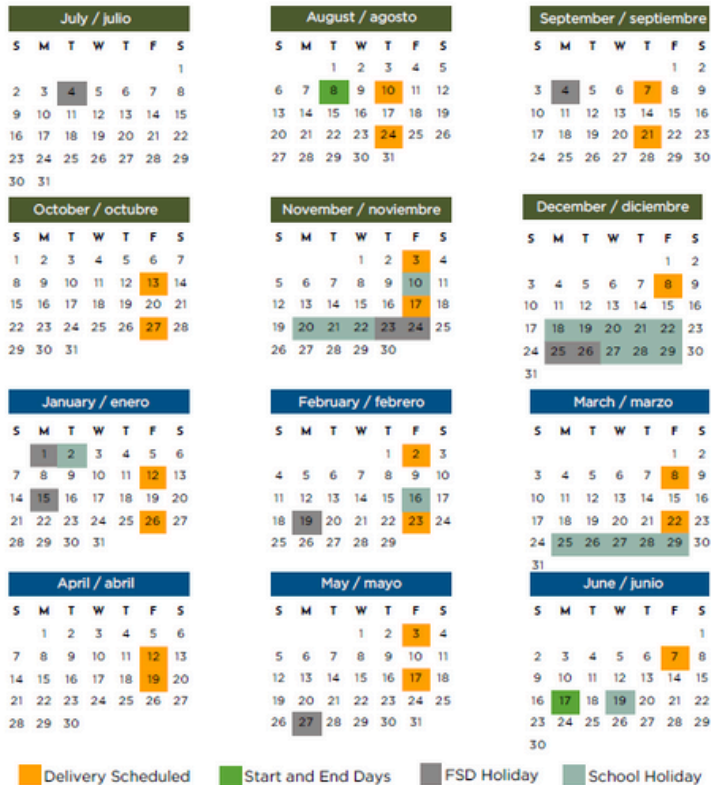 July / julio
S M T W T F S
1
2 3 4 5 6 7 8
9 10 11 12 13 14 15
16 17 18 19 20 21 22
23 24 25 26 27 28 29
30 31
August / agosto
S M T W T F S
1 2 3 4 5
6 7 8 9 10 11 12
13 14 15 16 17 18 19
20 21 22 23 24 25 26
27 28 29 30 31
September / septiembre
S M T W T F S
1 2
3 4 5 6 7 8 9
10 11 12 13 14 15 16
17 18 19 20 21 22 23
24 25 26 27 28 29 30
October / octubre
S M T W T F S
1 2 3 4 5 6 7
8 9 10 11 12 13 14
15 16 17 18 19 20 21
22 23 24 25 26 27 28
29 30 31
November / noviembre
S M T W T F S
1 2 3 4
5 6 7 8 9 10 11
12 13 14 15 16 17 18
19 20 21 22 23 24 25
26 27 28 29 30
December / diciembre
S M T W T F S
1 2
3 4 5 6 7 8 9
10 11 12 13 14 15 16
17 18 19 20 21 22 23
24 25 26 27 28 29 30
31
January / enero
S M T W T F S
1 2 3 4 5 6
7 8 9 10 11 12 13
14 15 16 17 18 19 20
21 22 23 24 25 26 27
28 29 30 31
February / febrero
S M T W T F S
1 2 3
4 5 6 7 8 9 10
11 12 13 14 15 16 17
18 19 20 21 22 23 24
25 26 27 28 29
March / marzo
S M T W T F S
1 2
3 4 5 6 7 8 9
10 11 12 13 14 15 16
17 18 19 20 21 22 23
24 25 26 27 28 29 30
31
April / abril
S M T W T F S
1 2 3 4 5 6
7 8 9 10 11 12 13
14 15 16 17 18 19 20
21 22 23 24 25 26 27
28 29 30
May / mayo
S M T W T F S
1 2 3 4
5 6 7 8 9 10 11
12 13 14 15 16 17 18
19 20 21 22 23 24 25
26 27 28 29 30 31
June / junio
S M T W T F S
1
2 3 4 5 6 7 8
9 10 11 12 13 14 15
16 17 18 19 20 21 22
23 24 25 26 27 28 29
30
Delivery Scheduled
Start and End Days
FSD Holiday
School Holiday